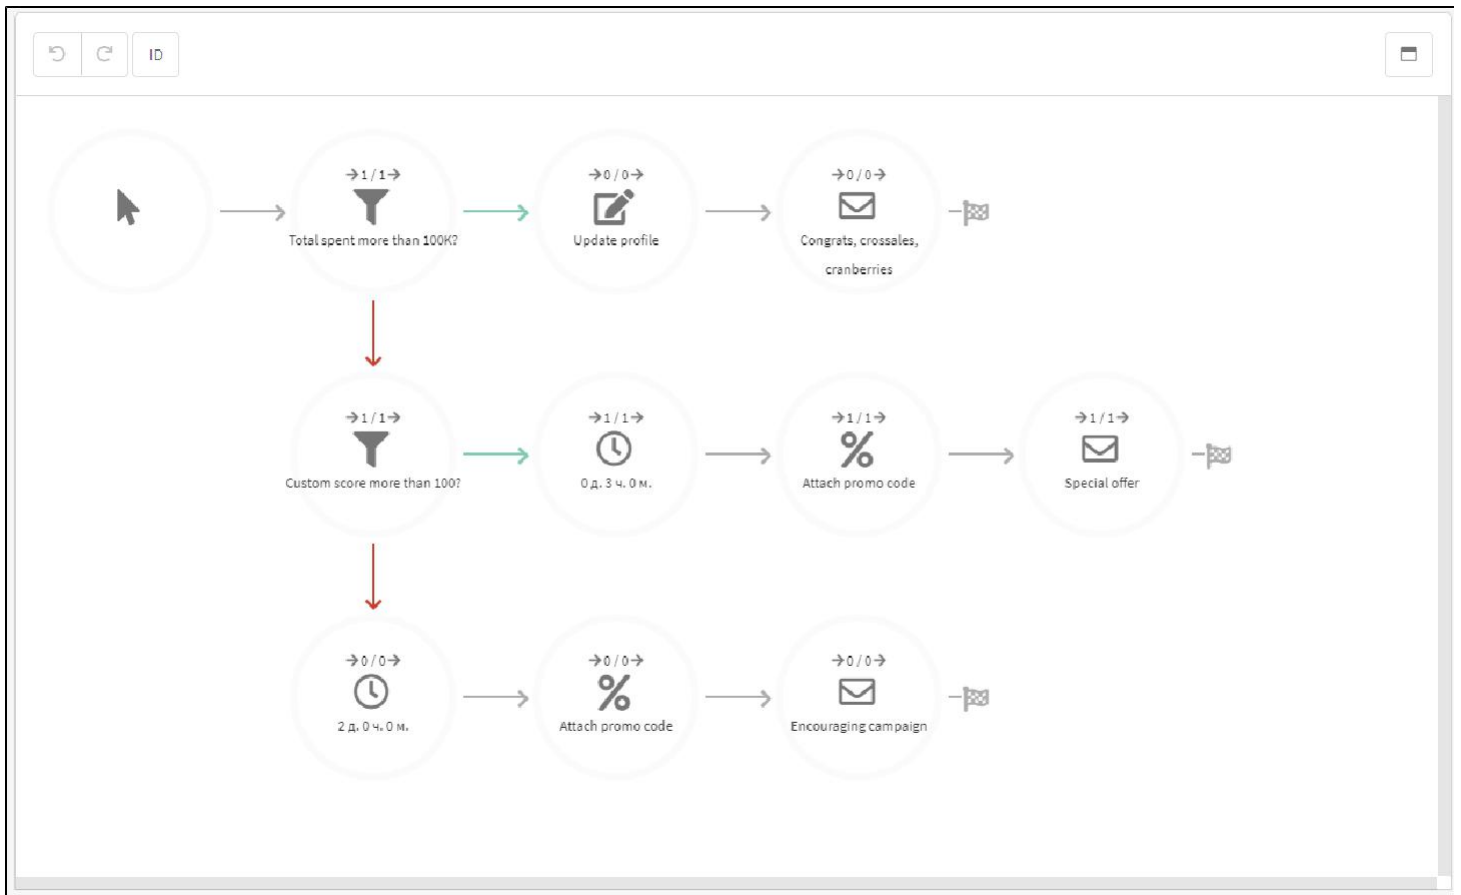 ID
→1/1→ →0/0→ →0/0→
Total spent more than 100K? Update profile Congrats, crossales,
cranberries
→1/1→ →1/1→ →1/1→ →1/1→
Custom score more than 100? 0 д. 3 ч. 0 м. Attach promo code Special offer
→0/0→ →0/0→ →0/0→
2 д. 0 ч. 0 м. Attach promo code Encouraging campaign